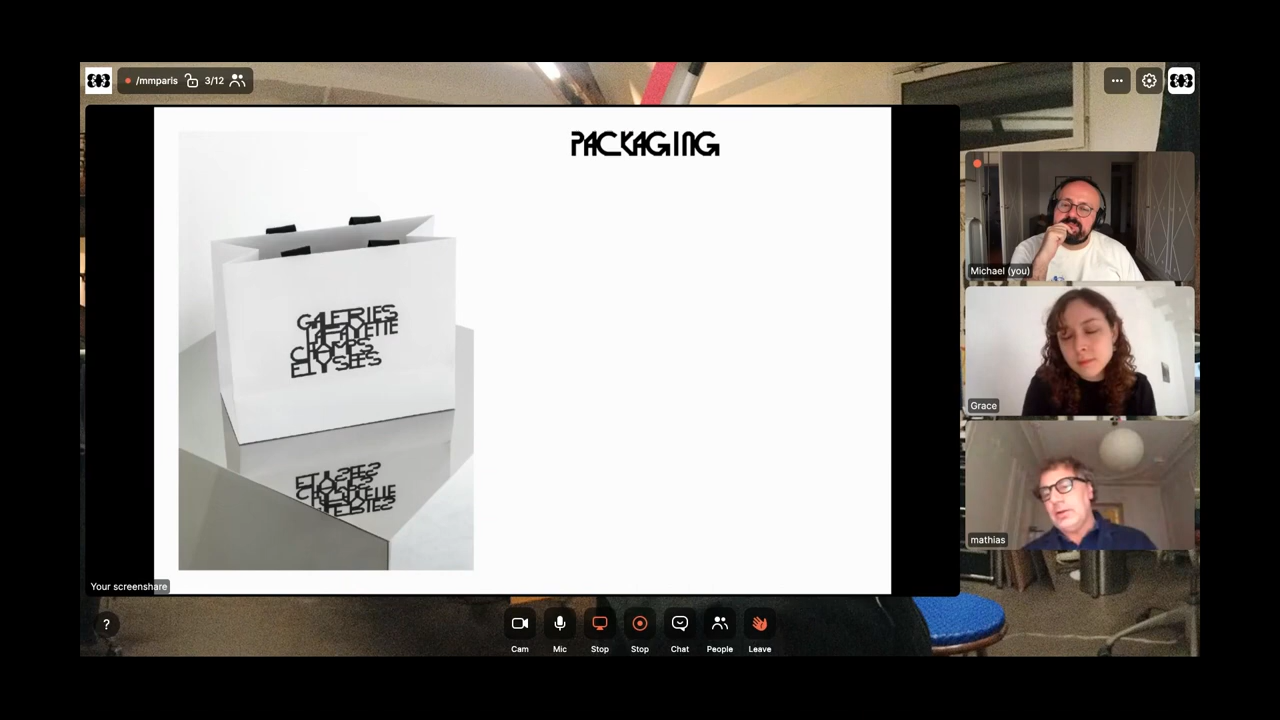 /mmparis 3/12
PACKAGING
GALERIES
LAFAYETTE
CHAMPS
ELYSEES
Michael (you)
Grace
mathias
Your screenshare
?
Cam Mic Stop Stop Chat People Leave